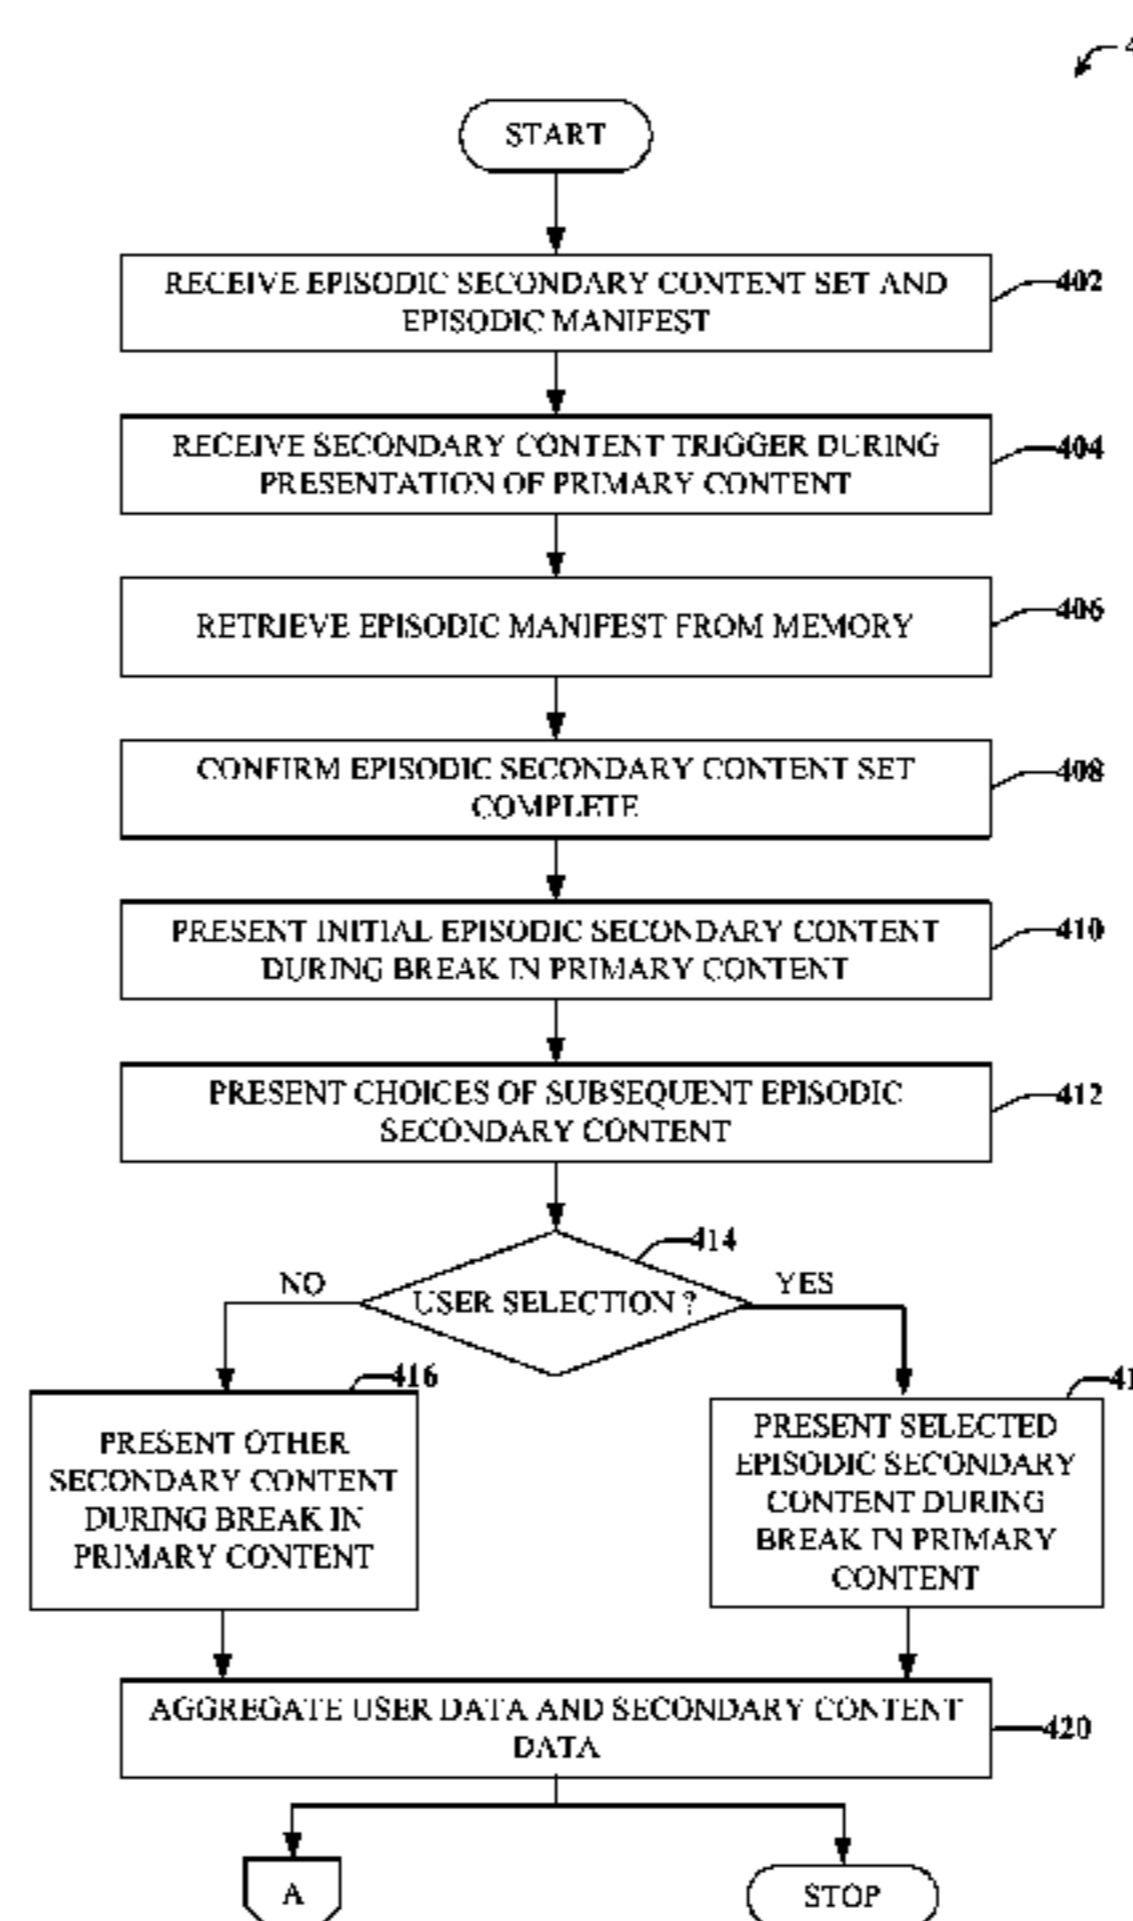 START
RECEIVE EPISODIC SECONDARY CONTENT SET AND
EPISODIC MANIFEST
402
RECEIVE SECONDARY CONTENT TRIGGER DURING
PRESENTATION OF PRIMARY CONTENT
404
RETRIEVE EPISODIC MANIFEST FROM MEMORY
406
CONFIRM EPISODIC SECONDARY CONTENT SET
COMPLETE
408
PRESENT INITIAL EPISODIC SECONDARY CONTENT
DURING BREAK IN PRIMARY CONTENT
410
PRESENT CHOICES OF SUBSEQUENT EPISODIC
SECONDARY CONTENT
412
414
NO
USER SELECTION ?
YES
416
PRESENT OTHER
SECONDARY CONTENT
DURING BREAK IN
PRIMARY CONTENT
PRESENT SELECTED
EPISODIC SECONDARY
CONTENT DURING
BREAK IN PRIMARY
CONTENT
AGGREGATE USER DATA AND SECONDARY CONTENT
DATA
420
A
STOP